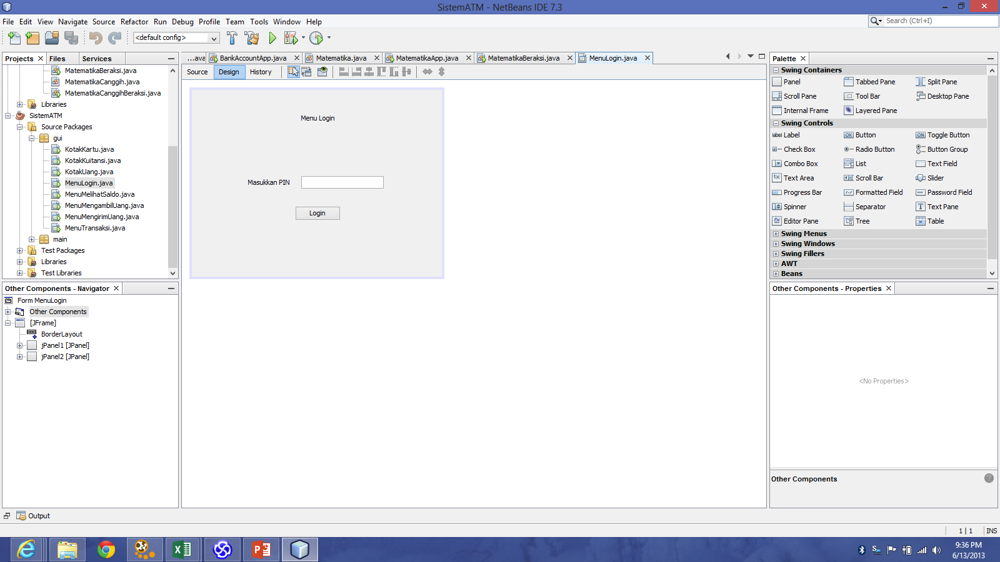 SistemATM - NetBeans IDE 7.3
File Edit View Navigate Source Refactor Run Debug Profile Team Tools Window Help
Search (Ctrl+I)
<default config>
Projects Files Services
MatematikaBeraksi.java
MatematikaCanggih.java
MatematikaCanggihBeraksi.java
Libraries
SistemATM
Source Packages
gui
KotakKartu.java
KotakKuitansi.java
KotakUang.java
MenuLogin.java
MenuMelihatSaldo.java
MenuMengambilUang.java
MenuMengirimUang.java
MenuTransaksi.java
main
Test Packages
Libraries
Test Libraries
Other Components - Navigator
Form MenuLogin
Other Components
[JFrame]
BorderLayout
jPanel1 [JPanel]
jPanel2 [JPanel]
...ava BankAccountApp.java Matematika.java MatematikaApp.java MatematikaBeraksi.java MenuLogin.java
Source Design History
Menu Login
Masukkan PIN
Login
Palette
Swing Containers
Panel Tabbed Pane Split Pane
Scroll Pane Tool Bar Desktop Pane
Internal Frame Layered Pane
Swing Controls
label Label OK Button ON Toggle Button
Check Box Radio Button Button Group
Combo Box List Text Field
Text Area Scroll Bar Slider
Progress Bar Formatted Field Password Field
Spinner Separator Text Pane
Editor Pane Tree Table
Swing Menus
Swing Windows
Swing Fillers
AWT
Beans
Other Components - Properties
<No Properties>
Other Components
Output
1 | 1 INS
9:36 PM
6/13/2013